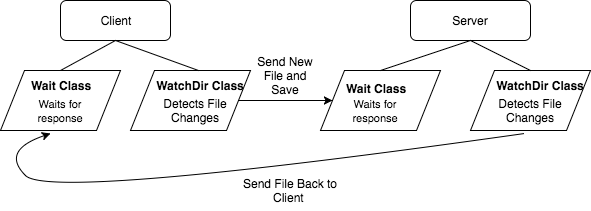 Client
Server
Wait Class
Waits for
response
WatchDir Class
Detects File
Changes
Send New
File and
Save
Wait Class
Waits for
response
WatchDir Class
Detects File
Changes
Send File Back to
Client